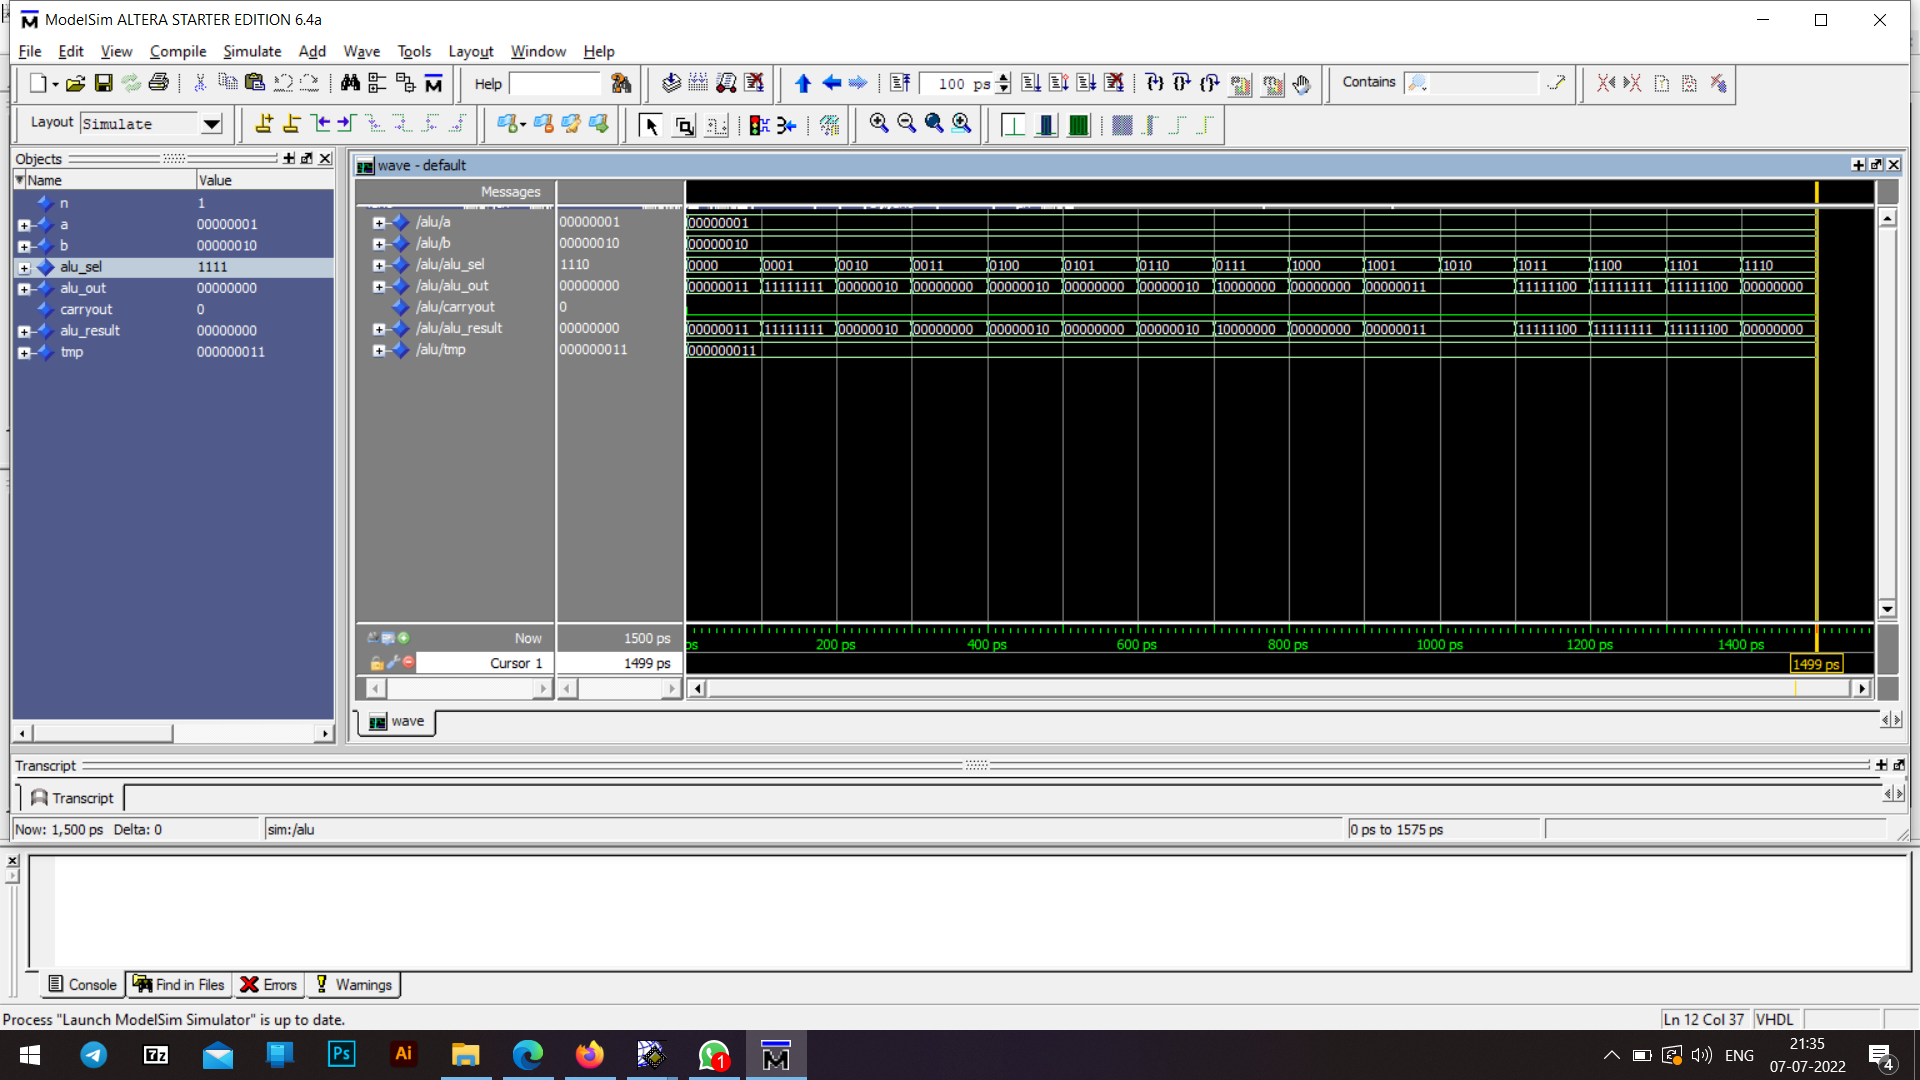 ModelSim ALTERA STARTER EDITION 6.4a
File Edit View Compile Simulate Add Wave Tools Layout Window Help
Help 100 ps Contains
Layout Simulate
Objects
Name Value
n 1
a 00000001
b 00000010
alu_sel 1111
alu_out 00000000
carryout 0
alu_result 00000000
tmp 000000011
wave - default
Messages
/alu/a 00000001 00000001
/alu/b 00000010 00000010
/alu/alu_sel 1110 0000 0001 0010 0011 0100 0101 0110 0111 1000 1001 1010 1011 1100 1101 1110
/alu/alu_out 00000000 00000011 11111111 00000010 00000000 00000010 00000000 00000010 10000000 00000000 00000011 11111100 11111111 11111100 00000000
/alu/carryout 0
/alu/alu_result 00000000 00000011 11111111 00000010 00000000 00000010 00000000 00000010 10000000 00000000 00000011 11111100 11111111 11111100 00000000
/alu/tmp 000000011 000000011
Now 1500 ps ps 200 ps 400 ps 600 ps 800 ps 1000 ps 1200 ps 1400 ps
Cursor 1 1499 ps 1499 ps
wave
Transcript
Transcript
Now: 1,500 ps Delta: 0 sim:/alu 0 ps to 1575 ps
Console Find in Files Errors Warnings
Process "Launch ModelSim Simulator" is up to date. Ln 12 Col 37 VHDL
7z Ps Ai 1 M ENG 21:35
07-07-2022 4